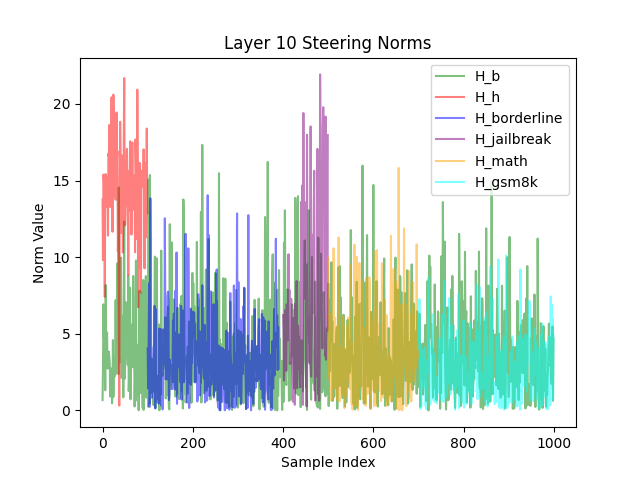 Layer 10 Steering Norms
H_b
H_h
H_borderline
H_jailbreak
H_math
H_gsm8k
Norm Value
20
15
10
5
0
0
200
400
600
800
1000
Sample Index